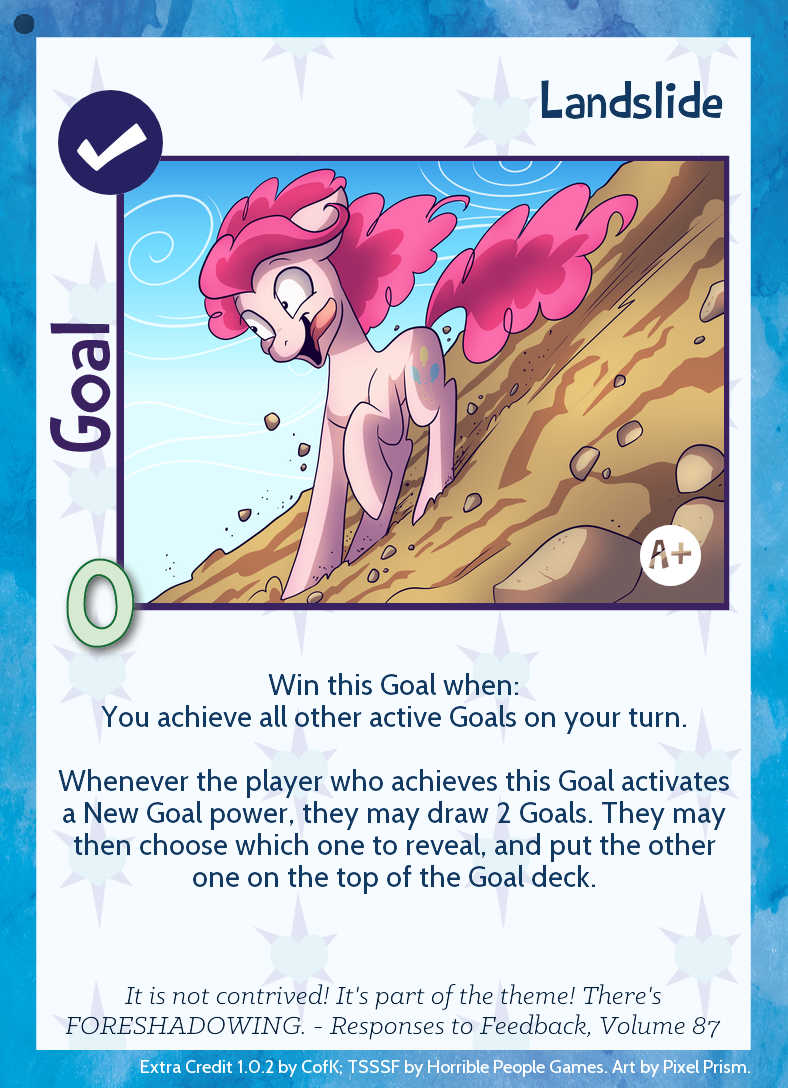 Landslide
Goal
A+
0
Win this Goal when:
You achieve all other active Goals on your turn.
Whenever the player who achieves this Goal activates
a New Goal power, they may draw 2 Goals. They may
then choose which one to reveal, and put the other
one on the top of the Goal deck.
It is not contrived! It's part of the theme! There's
FORESHADOWING. - Responses to Feedback, Volume 87
Extra Credit 1.0.2 by CofK; TSSSF by Horrible People Games. Art by Pixel Prism.